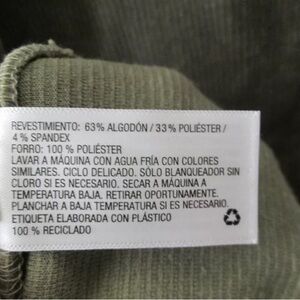 REVESTIMIENTO: 63% ALGODÓN / 33% POLIÉSTER /
4% SPANDEX
FORRO: 100 % POLIÉSTER
LAVAR A MÁQUINA CON AGUA FRÍA CON COLORES
SIMILARES. CICLO DELICADO. SÓLO BLANQUEADOR SIN
CLORO SI ES NECESARIO. SECAR A MÁQUINA A
TEMPERATURA BAJA. RETIRAR OPORTUNAMENTE.
PLANCHAR A BAJA TEMPERATURA SI ES NECESARIO.
ETIQUETA ELABORADA CON PLÁSTICO
100 % RECICLADO